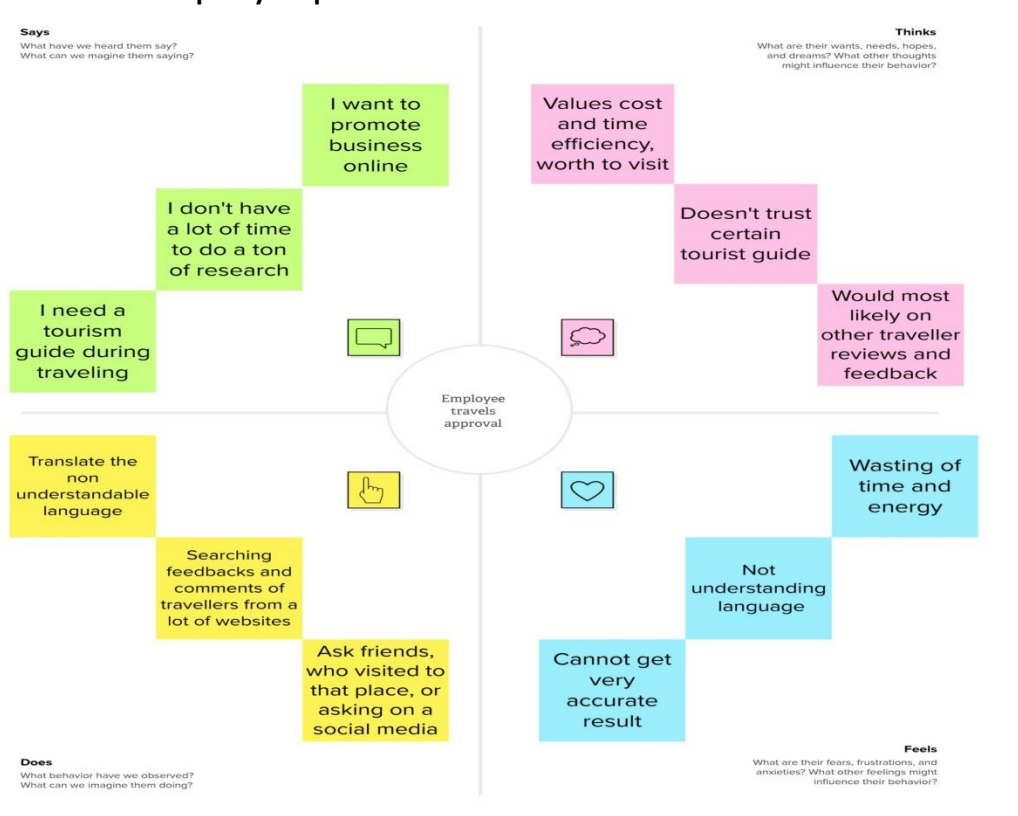 Says
What have we heard them say?
What can we magine them saying?
Thinks
What are their wants, needs, hopes,
and dreams? What other thoughts
might influence their behavior?
I want to
promote
business
online
I don't have
a lot of time
to do a ton
of research
I need a
tourism
guide during
traveling
Values cost
and time
efficiency,
worth to visit
Doesn't trust
certain
tourist guide
Would most
likely on
other traveller
reviews and
feedback
Employee
travels
approval
Translate the
non
understandable
language
Searching
feedbacks and
comments of
travellers from a
lot of websites
Ask friends,
who visited to
that place, or
asking on a
social media
Wasting of
time and
energy
Not
understanding
language
Cannot get
very
accurate
result
Does
What behavior have we observed?
What can we imagine them doing?
Feels
What are their fears, frustrations, and
anxieties? What other feelings might
influence their behavior?